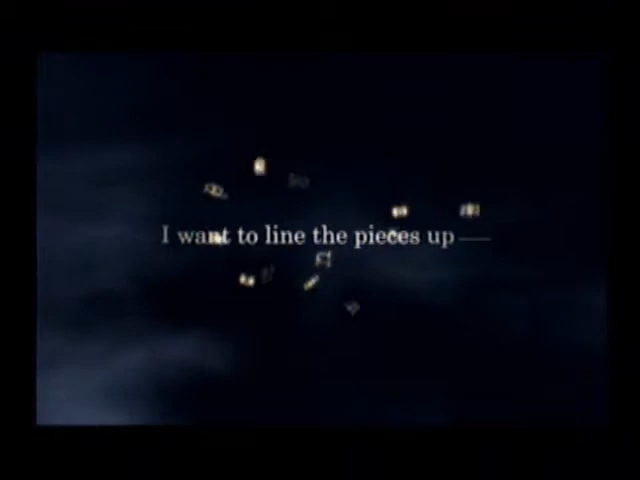 I want to line the pieces up——